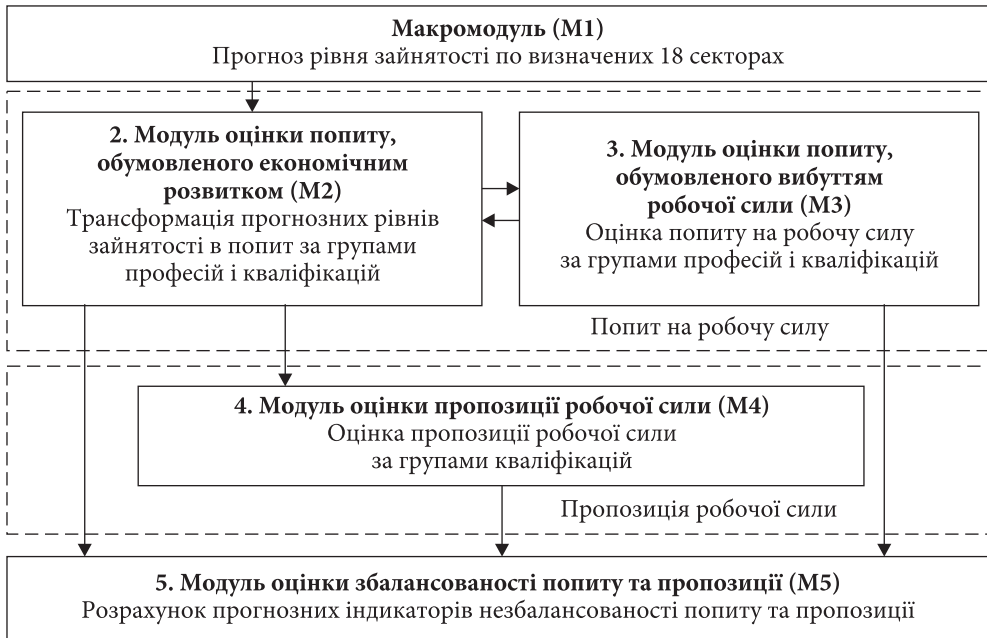 Макромодуль (М1)
Прогноз рівня зайнятості по визначених 18 секторах
2. Модуль оцінки попиту,
обумовленого економічним
розвитком (М2)
Трансформація прогнозних рівнів
зайнятості в попит за групами
професій і кваліфікацій
3. Модуль оцінки попиту,
обумовленого вибуттям
робочої сили (М3)
Оцінка попиту на робочу силу
за групами професій і кваліфікацій
Попит на робочу силу
4. Модуль оцінки пропозиції робочої сили (М4)
Оцінка пропозиції робочої сили
за групами кваліфікацій
Пропозиція робочої сили
5. Модуль оцінки збалансованості попиту та пропозиції (М5)
Розрахунок прогнозних індикаторів незбалансованості попиту та пропозиції